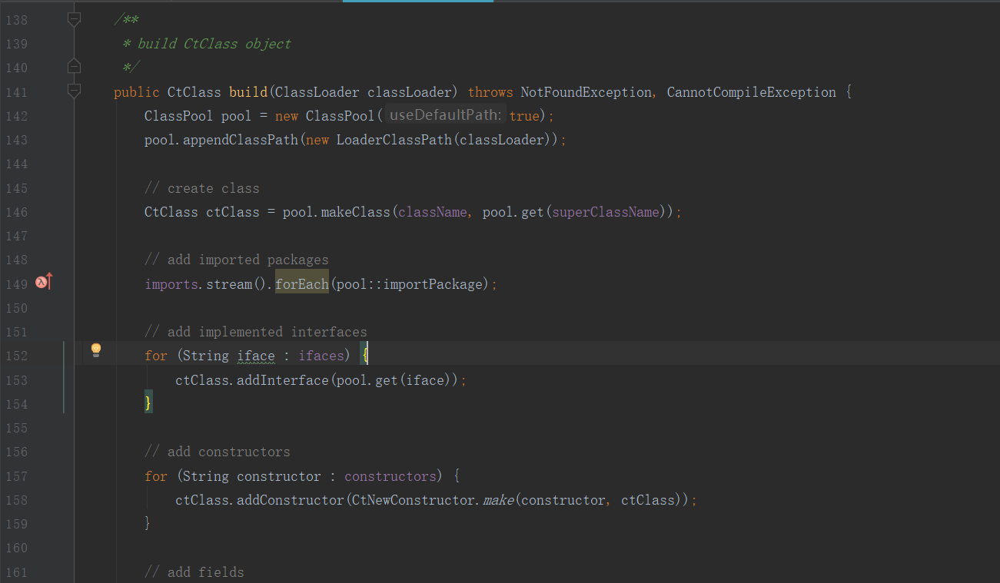 138 /**
139 * build CtClass object
140 */
141 public CtClass build(ClassLoader classLoader) throws NotFoundException, CannotCompileException {
142 ClassPool pool = new ClassPool( useDefaultPath: true);
143 pool.appendClassPath(new LoaderClassPath(classLoader));
144
145 // create class
146 CtClass ctClass = pool.makeClass(className, pool.get(superClassName));
147
148 // add imported packages
149 imports.stream().forEach(pool::importPackage);
150
151 // add implemented interfaces
152 for (String iface : ifaces) {
153 ctClass.addInterface(pool.get(iface));
154 }
155
156 // add constructors
157 for (String constructor : constructors) {
158 ctClass.addConstructor(CtNewConstructor.make(constructor, ctClass));
159 }
160
161 // add fields